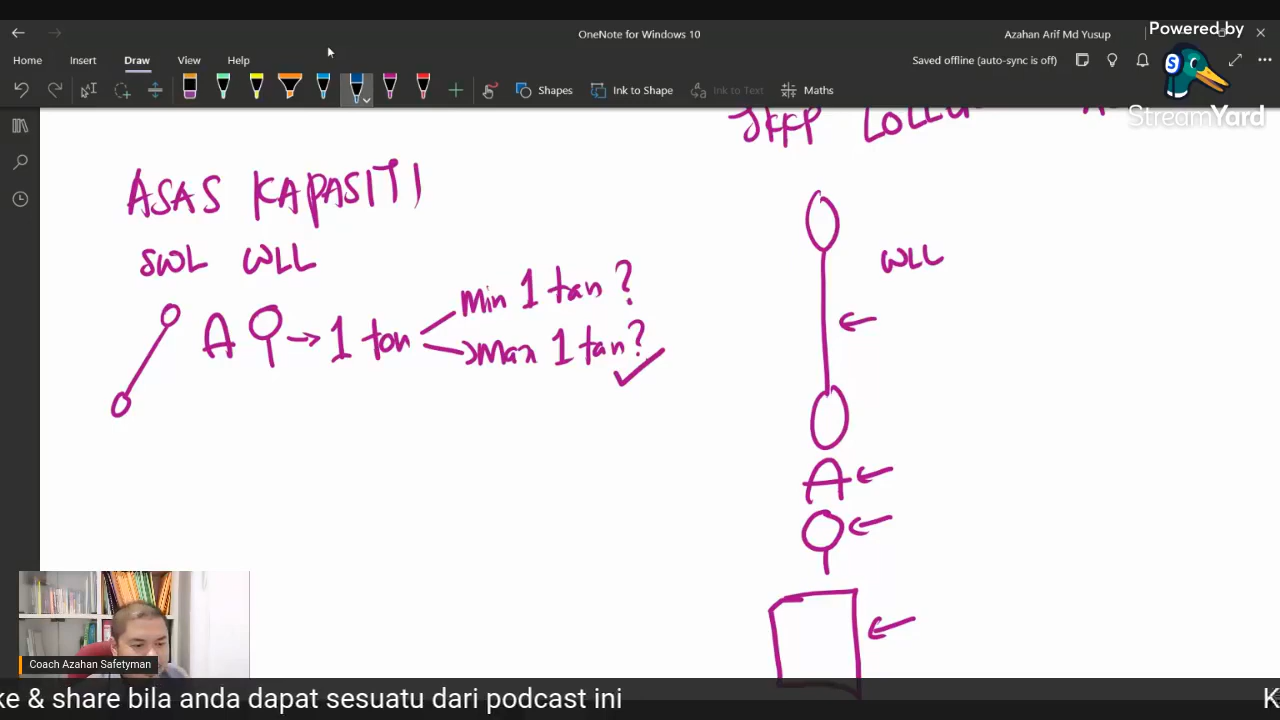 OneNote for Windows 10
Azahan Arif Md Yusup
Powered by
StreamYard
Home Insert Draw View Help
Saved offline (auto-sync is off)
Shapes Ink to Shape Ink to Text Maths
ASAS KAPASITI
SWL WLL
A → 1 ton
min 1 tan?
max 1 tan?
WLL
A
Coach Azahan Safetyman
ke & share bila anda dapat sesuatu dari podcast ini
K